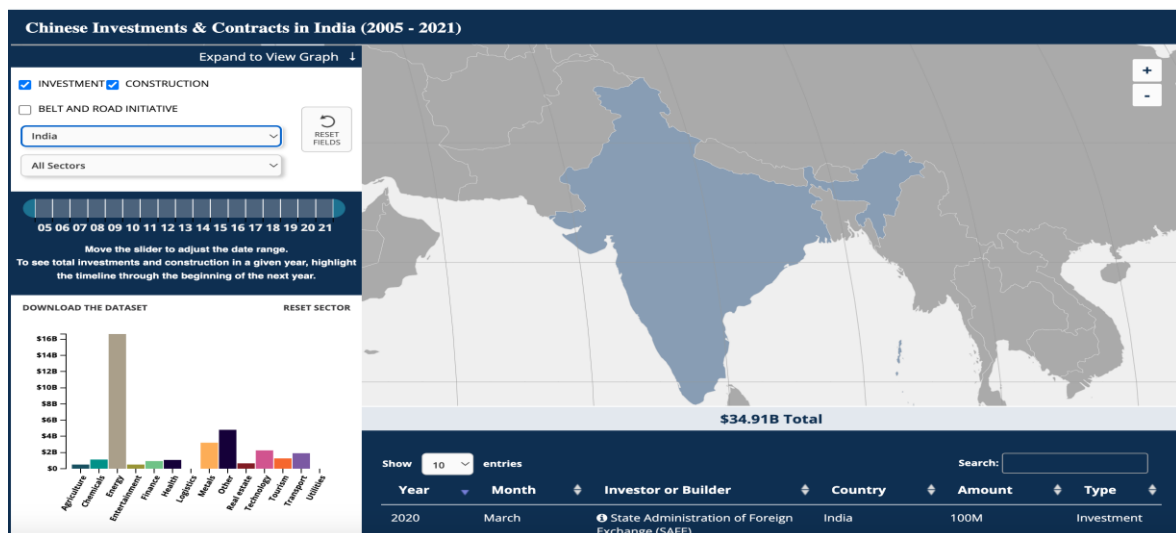 Chinese Investments & Contracts in India (2005 - 2021)
Expand to View Graph ↓
INVESTMENT CONSTRUCTION
BELT AND ROAD INITIATIVE
India
All Sectors
RESET
FIELDS
05 06 07 08 09 10 11 12 13 14 15 16 17 18 19 20 21
Move the slider to adjust the date range.
To see total investments and construction in a given year, highlight
the timeline through the beginning of the next year.
DOWNLOAD THE DATASET RESET SECTOR
$16B
$14B
$12B
$10B
$8B
$6B
$4B
$2B
$0
Agriculture
Chemicals
Energy
Entertainment
Finance
Health
Logistics
Metals
Other
Real estate
Technology
Tourism
Transport
Utilities
+
-
$34.91B Total
Show 10 entries
Search:
Year Month Investor or Builder Country Amount Type
2020 March State Administration of Foreign India 100M Investment
Exchange (SAFE)